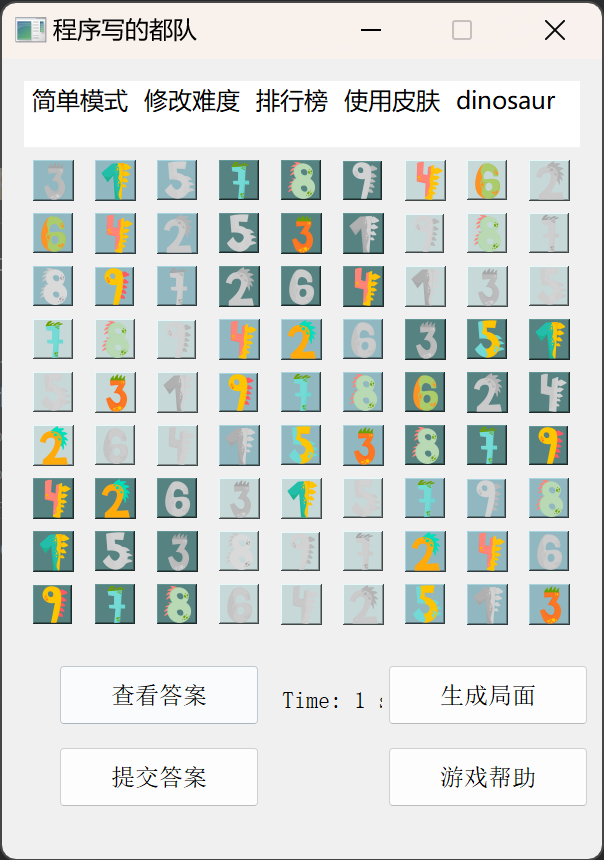 程序写的都队
简单模式 修改难度 排行榜 使用皮肤 dinosaur
3 1 5 7 8 9 4 6 2
6 4 2 5 3 1 9 8 7
8 9 7 2 6 4 1 3 5
7 8 9 4 2 6 3 5 1
5 3 1 9 7 8 6 2 4
2 6 4 1 5 3 8 7 9
4 2 6 3 1 5 7 9 8
1 5 3 8 9 7 2 4 6
9 7 8 6 4 2 5 1 3
查看答案 Time: 1 s 生成局面
提交答案 游戏帮助